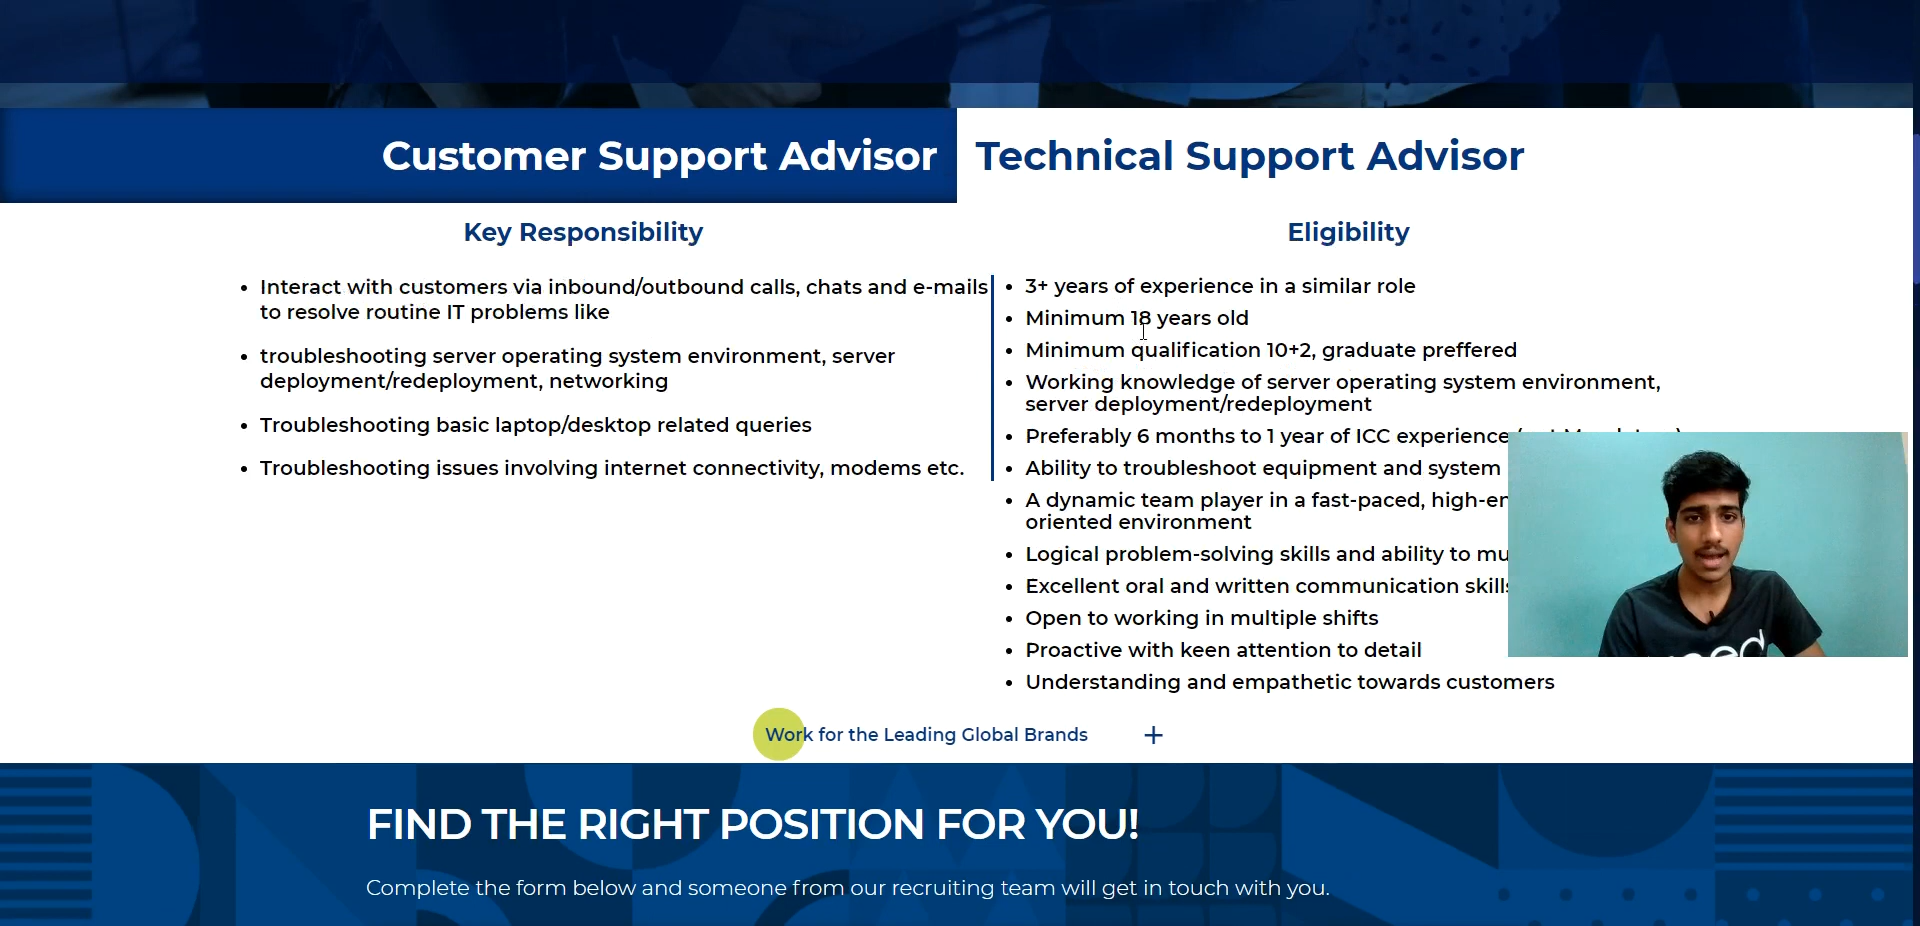 Customer Support Advisor
Technical Support Advisor
Key Responsibility
• Interact with customers via inbound/outbound calls, chats and e-mails
to resolve routine IT problems like
• troubleshooting server operating system environment, server
deployment/redeployment, networking
• Troubleshooting basic laptop/desktop related queries
• Troubleshooting issues involving internet connectivity, modems etc.
Eligibility
• 3+ years of experience in a similar role
• Minimum 18 years old
• Minimum qualification 10+2, graduate preffered
• Working knowledge of server operating system environment,
server deployment/redeployment
• Preferably 6 months to 1 year of ICC experience
• Ability to troubleshoot equipment and system
• A dynamic team player in a fast-paced,
oriented environment
• Logical problem-solving skills and ability to
• Excellent oral and written communication skills
• Open to working in multiple shifts
• Proactive with keen attention to detail
• Understanding and empathetic towards customers
Work for the Leading Global Brands +
FIND THE RIGHT POSITION FOR YOU!
Complete the form below and someone from our recruiting team will get in touch with you.